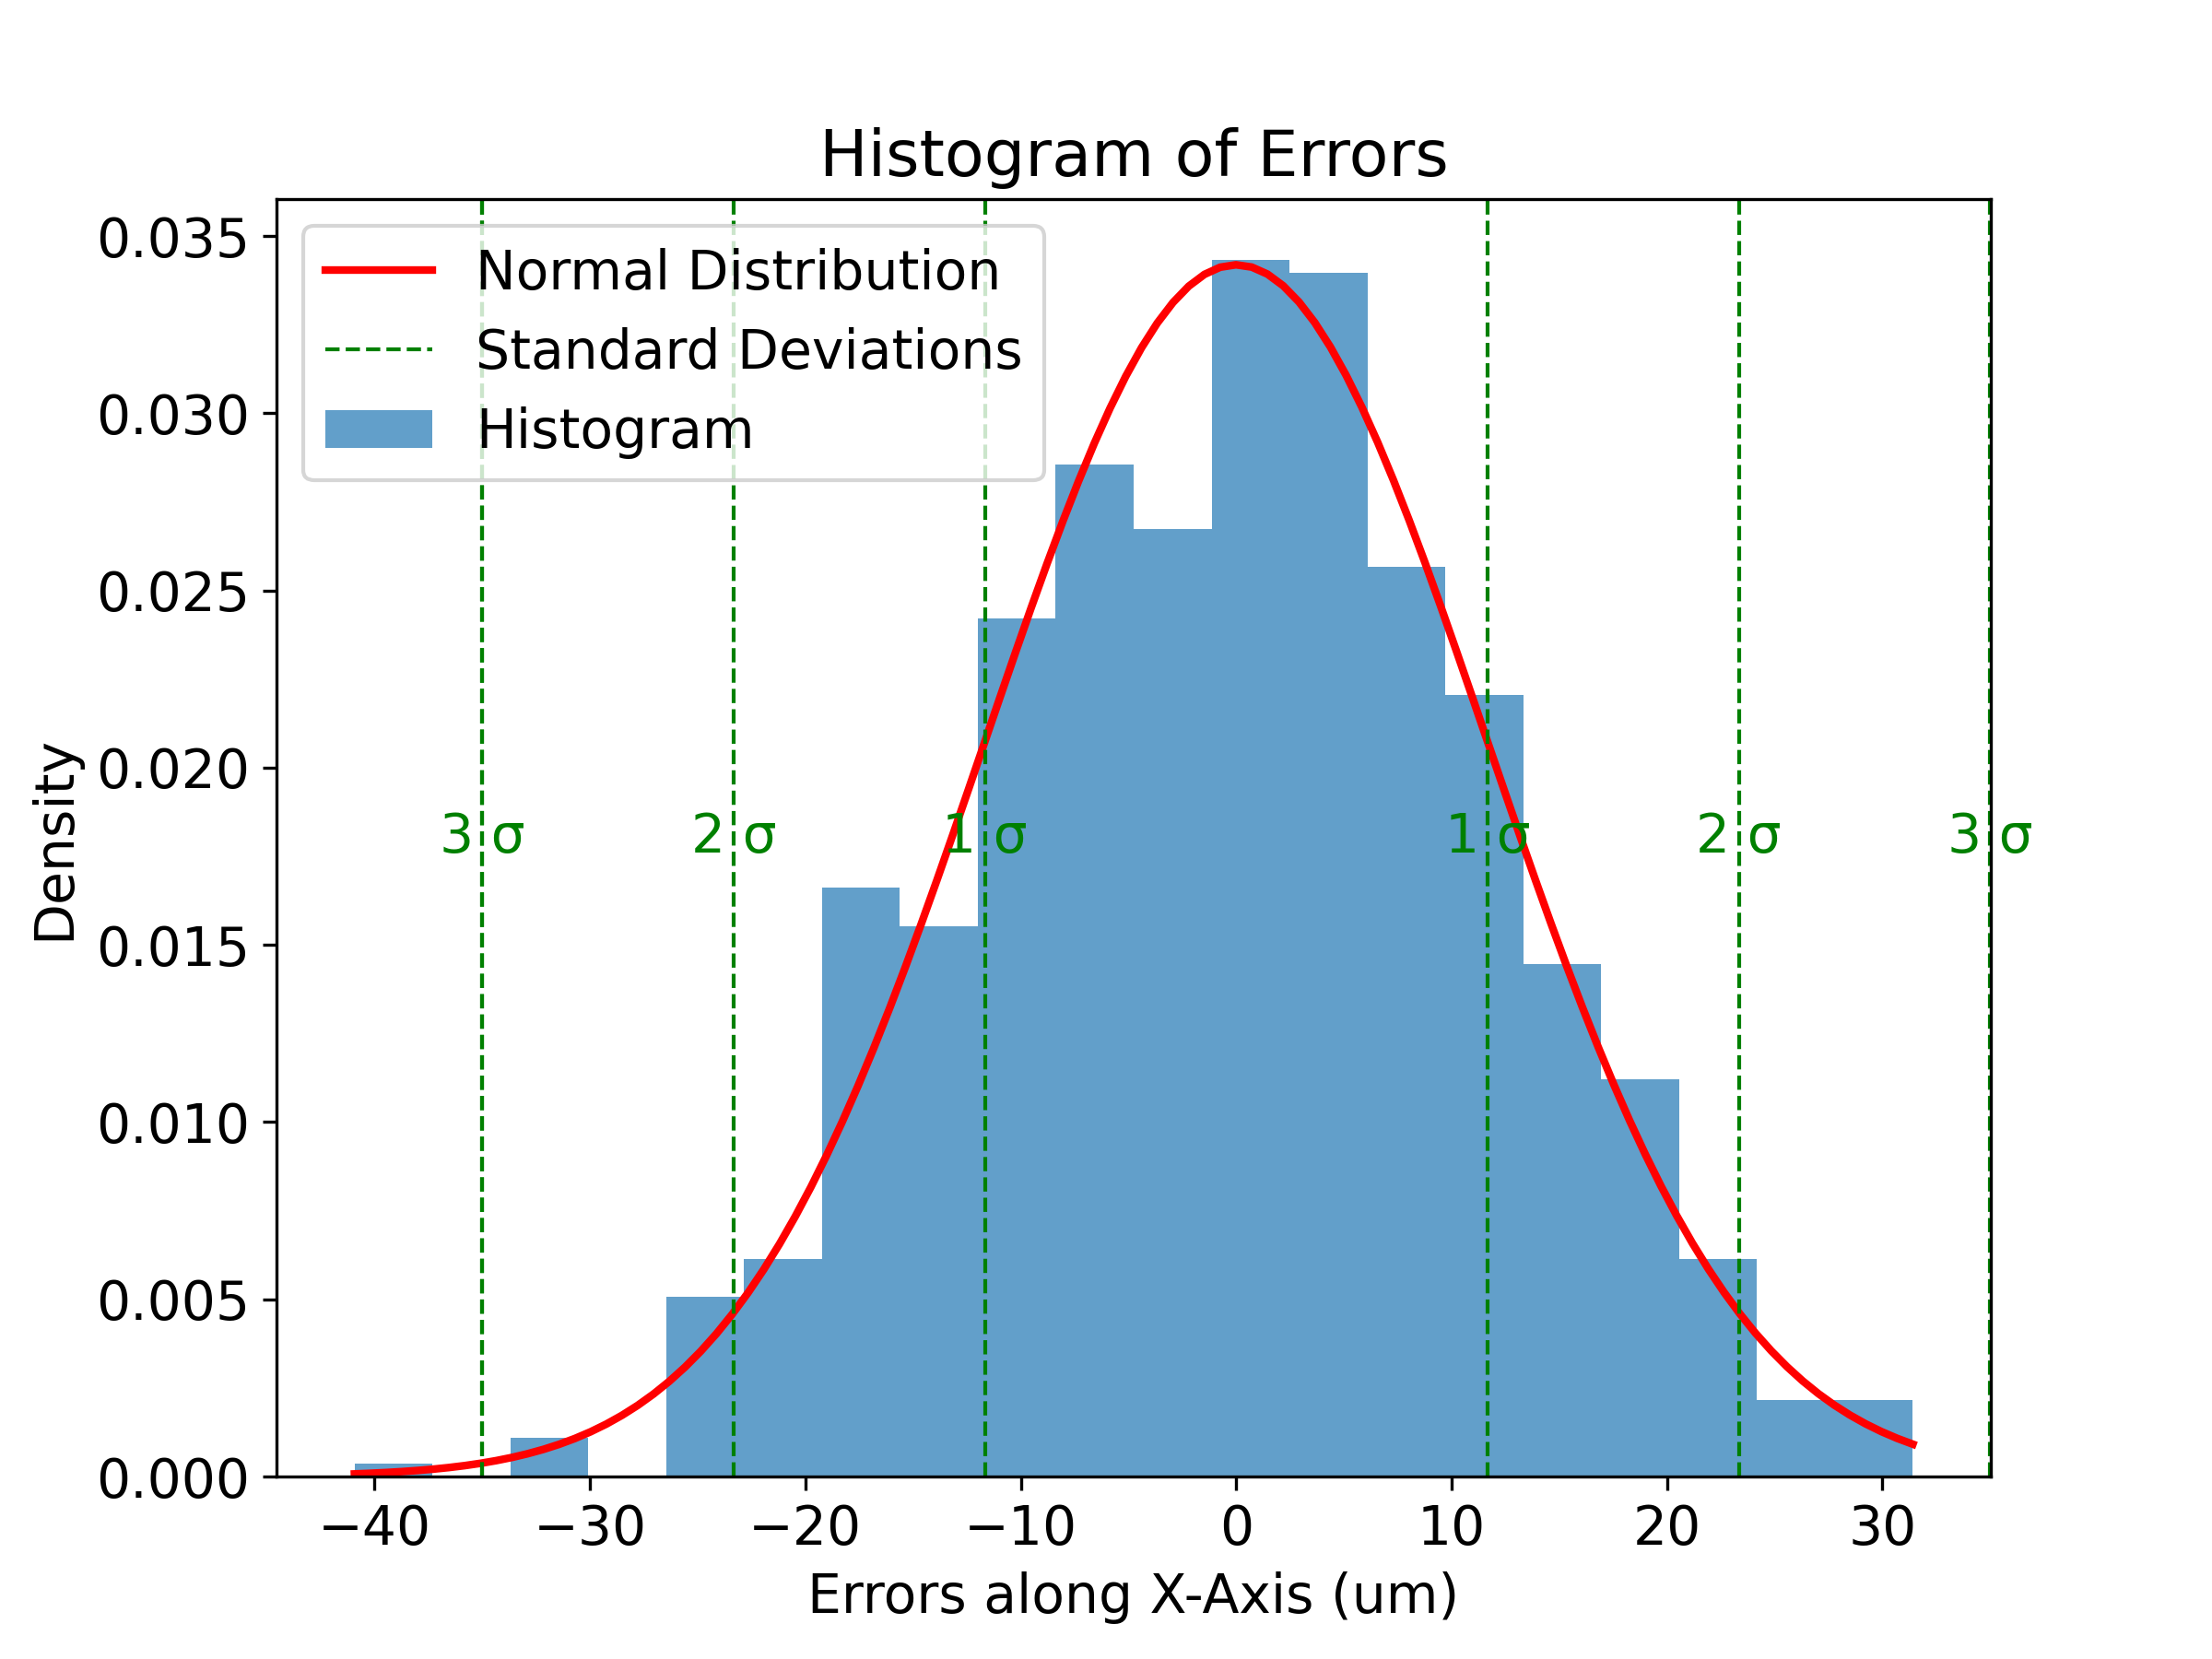 Histogram of Errors
Normal Distribution
Standard Deviations
Histogram
0.035
0.030
0.025
0.020
0.015
0.010
0.005
0.000
Density
3 σ 2 σ 1 σ 1 σ 2 σ 3 σ
−40 −30 −20 −10 0 10 20 30
Errors along X-Axis (um)